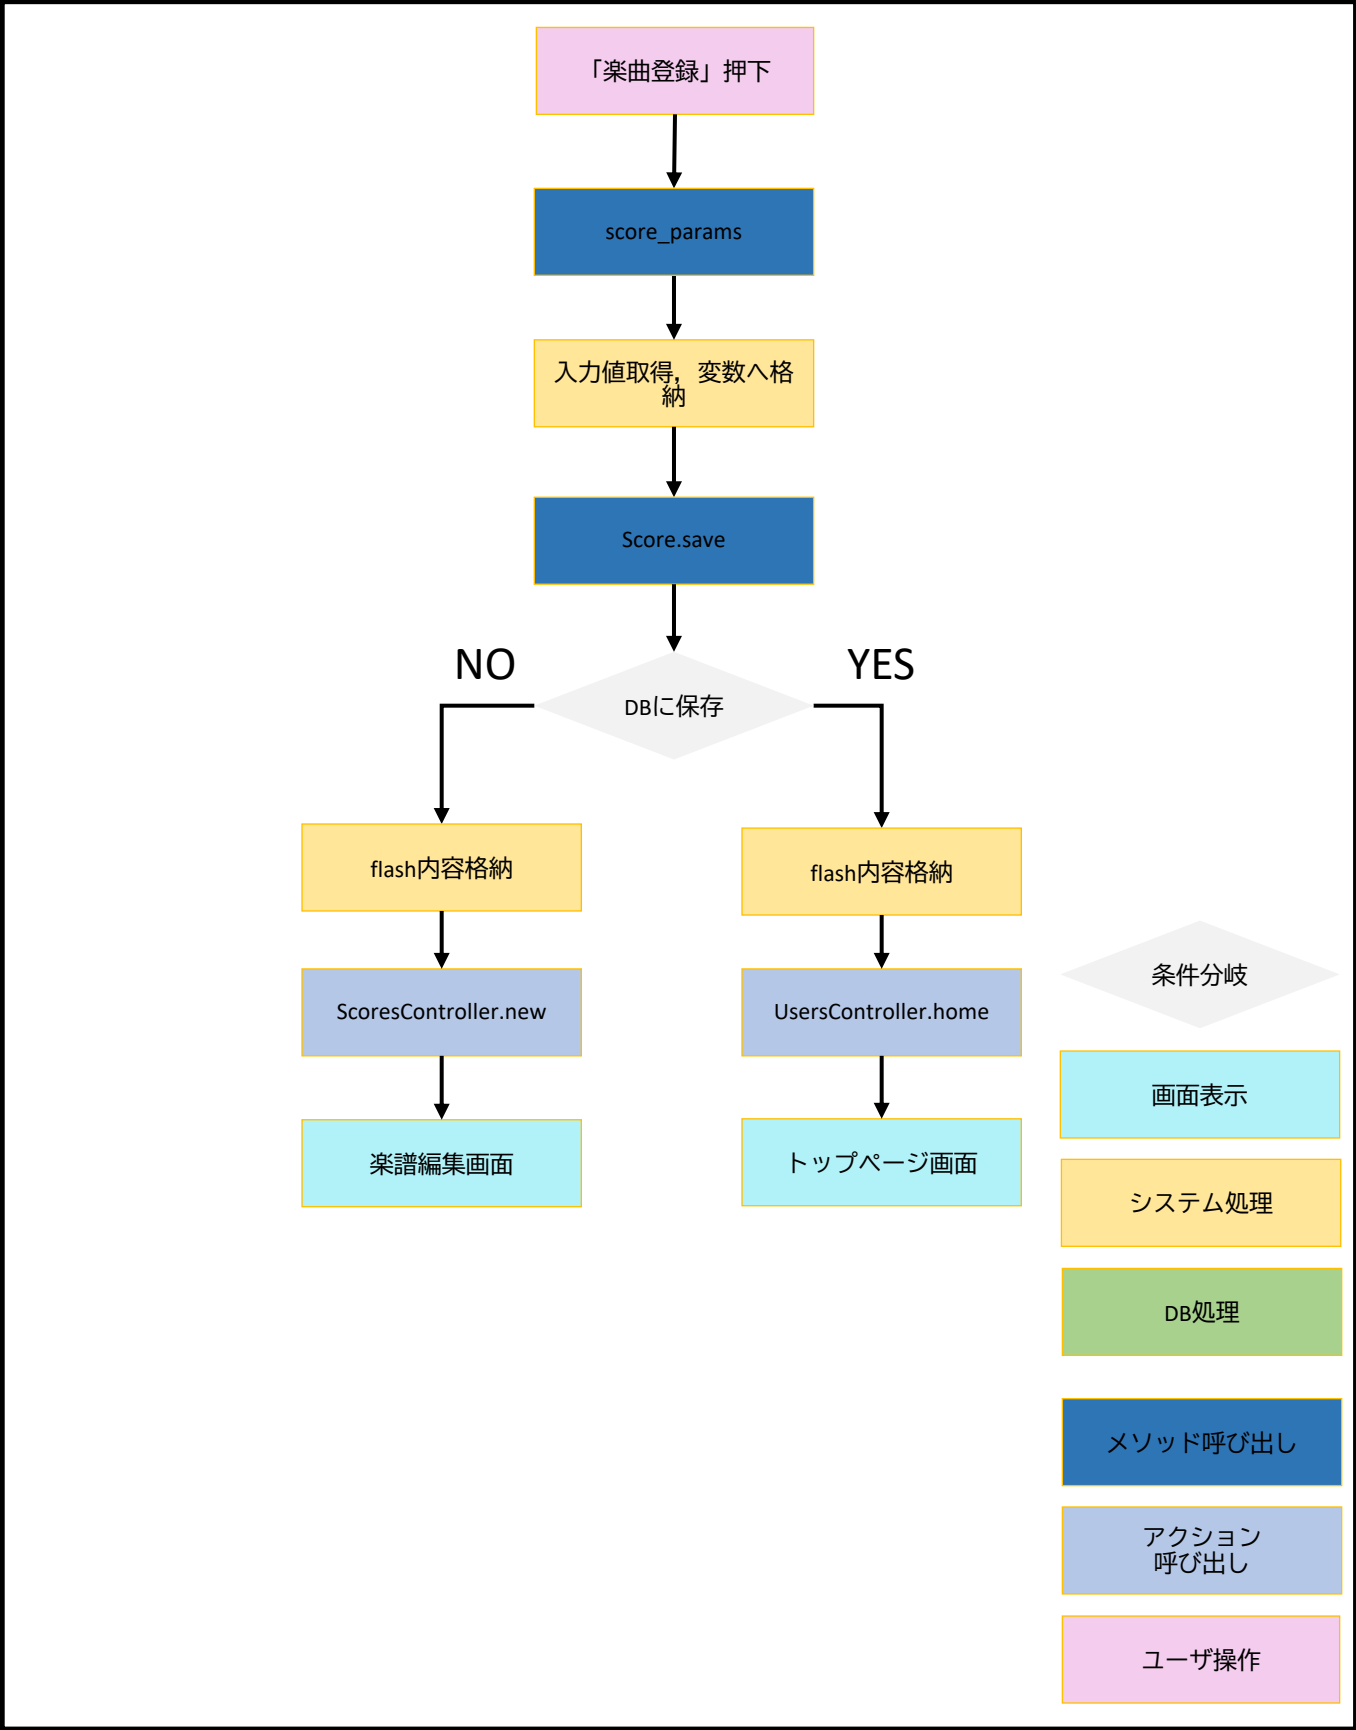 「楽曲登録」押下
score_params
入力値取得，変数へ格
納
Score.save
NO
YES
DBに保存
flash内容格納
flash内容格納
ScoresController.new
UsersController.home
楽譜編集画面
トップページ画面
条件分岐
画面表示
システム処理
DB処理
メソッド呼び出し
アクション
呼び出し
ユーザ操作